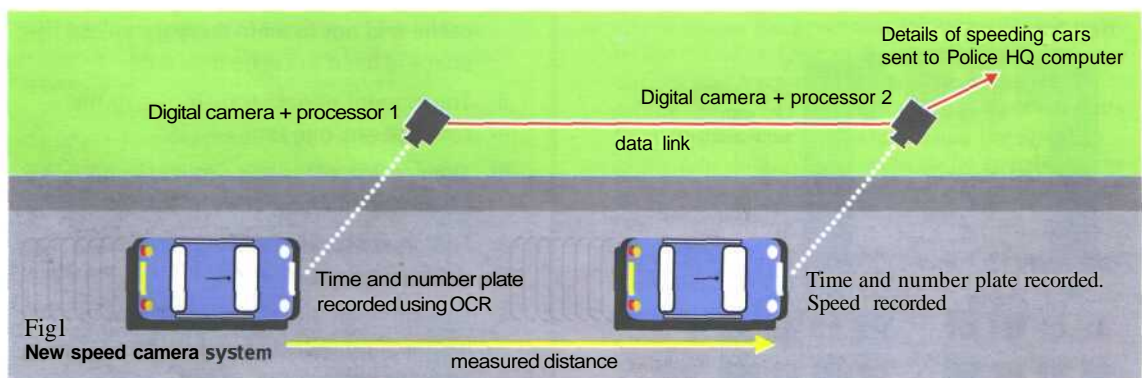 Details of speeding cars
sent to Police HQ computer
Digital camera + processor 1
Digital camera + processor 2
data link
Time and number plate
recorded using OCR
Time and number plate recorded.
Speed recorded
Fig1
New speed camera system
measured distance